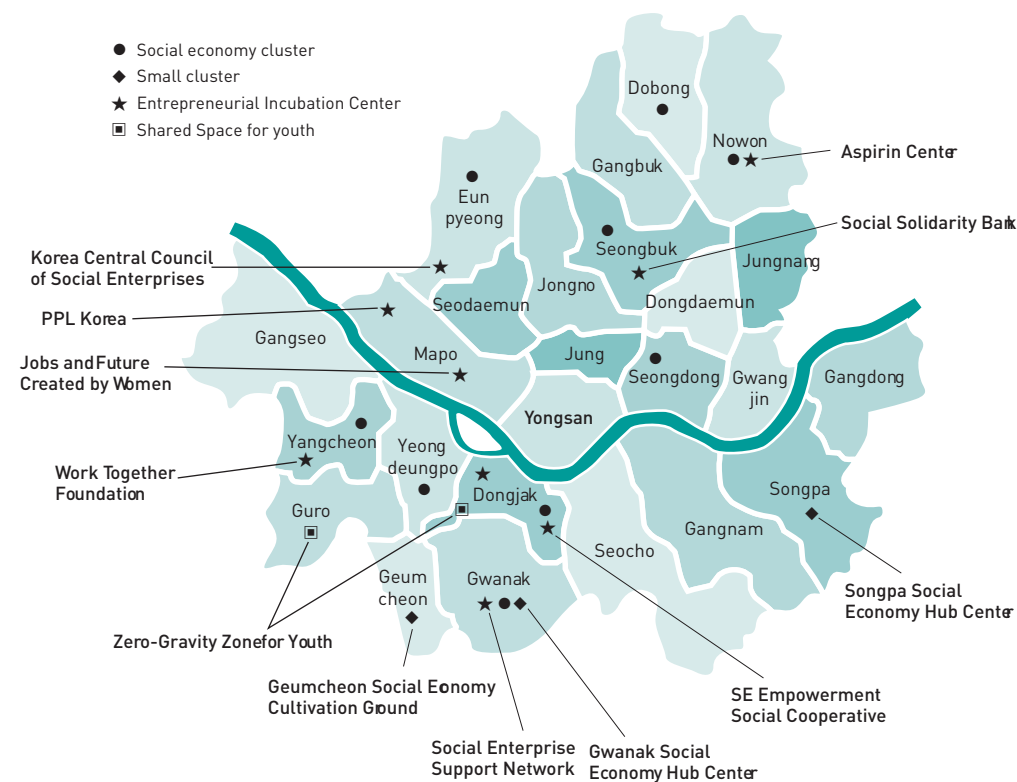 Social economy cluster
Small cluster
Entrepreneurial Incubation Center
Shared Space for youth
Dobong
Nowon
Aspirin Center
Gangbuk
Eun
pyeong
Seongbuk
Social Solidarity Bank
Jungnang
Korea Central Council
of Social Enterprises
Jongno
Seodaemun
Dongdaemun
PPL Korea
Gangseo
Mapo
Jung
Jobs and Future
Created by Women
Seongdong
Gwang
jin
Gangdong
Yongsan
Yangcheon
Yeong
deungpo
Work Together
Foundation
Dongjak
Songpa
Guro
Gangnam
Seocho
Geum
cheon
Gwanak
Songpa Social
Economy Hub Center
Zero-Gravity Zonefor Youth
Geumcheon Social Economy
Cultivation Ground
SE Empowerment
Social Cooperative
Social Enterprise
Support Network
Gwanak Social
Economy Hub Center